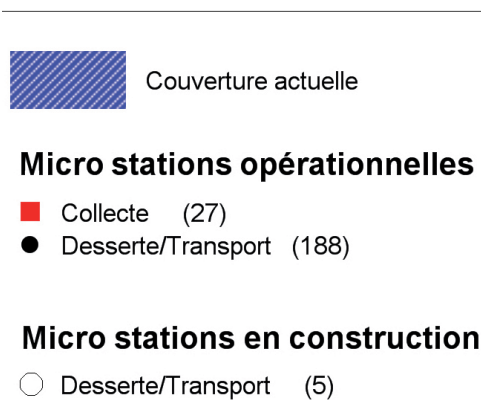 Couverture actuelle
Micro stations opérationnelles
Collecte (27)
Desserte/Transport (188)
Micro stations en construction
Desserte/Transport (5)